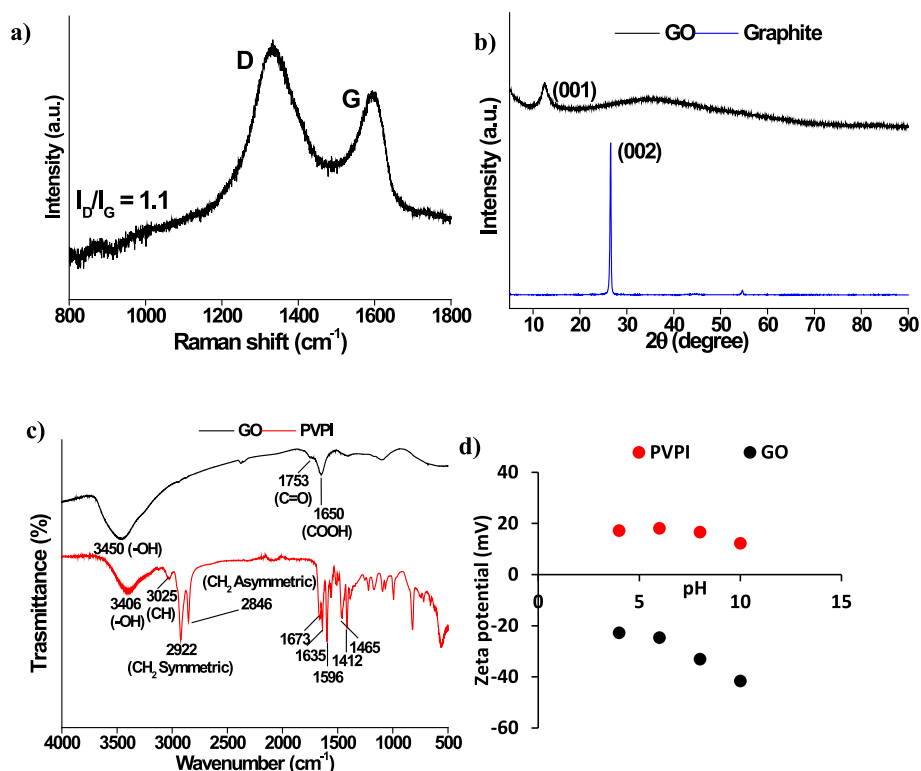 a)
D
G
I_D/I_G = 1.1
Intensity (a.u.)
800 1000 1200 1400 1600 1800
Raman shift (cm⁻¹)
b)
GO Graphite
(001)
(002)
Intensity (a.u.)
10 20 30 40 50 60 70 80 90
2θ (degree)
c)
GO PVPI
1753
(C=O)
1650
(COOH)
3450 (-OH)
3406
(-OH)
3025
(CH)
(CH₂ Asymmetric)
2846
2922
(CH₂ Symmetric)
1673
1635
1596
1412
1465
Trasmittance (%)
4000 3500 3000 2500 2000 1500 1000 500
Wavenumber (cm⁻¹)
d)
PVPI GO
40
20
0
-20
-40
-60
0 5 10 15
pH
Zeta potential (mV)